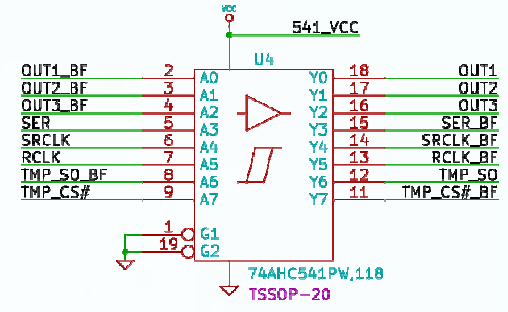 VCC
541_VCC
U4
OUT1_BF 2 A0 Y0 18 OUT1
OUT2_BF 3 A1 Y1 17 OUT2
OUT3_BF 4 A2 Y2 16 OUT3
SER 5 A3 Y3 15 SER_BF
SRCLK 6 A4 Y4 14 SRCLK_BF
RCLK 7 A5 Y5 13 RCLK_BF
TMP_SO_BF 8 A6 Y6 12 TMP_SO
TMP_CS# 9 A7 Y7 11 TMP_CS#_BF
1 G1
19 G2
74AHC541PW,118
TSSOP-20